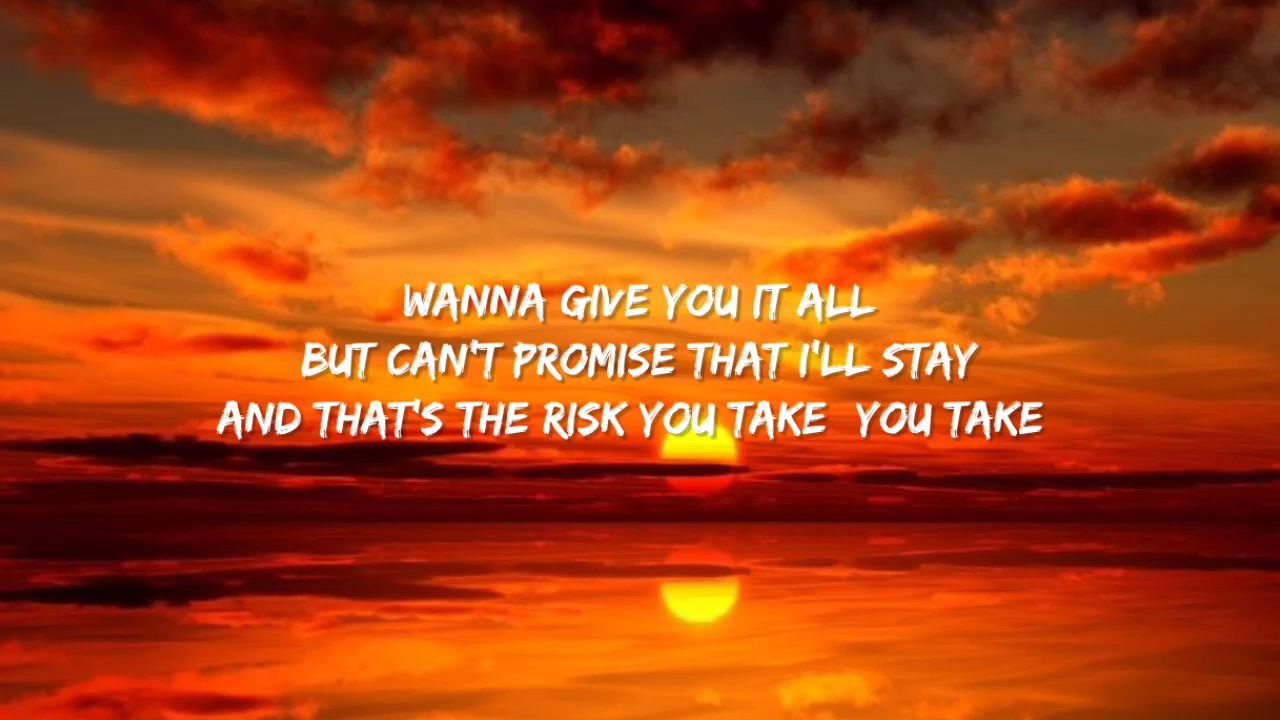 WANNA GIVE YOU IT ALL
BUT CAN'T PROMISE THAT I'LL STAY
AND THAT'S THE RISK YOU TAKE  YOU TAKE